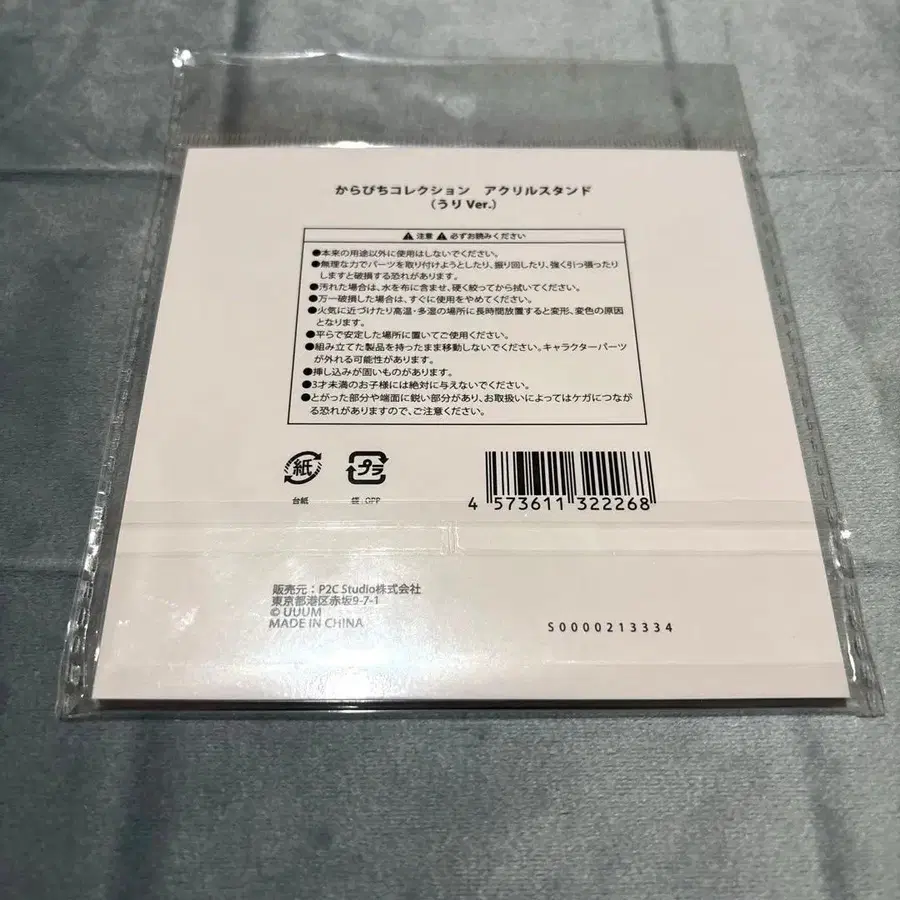 からぴちコレクション　アクリルスタンド
（うり Ver.）
⚠ 注意 ⚠ 必ずお読みください
●本来の用途以外に使用はしないでください。
●無理な力でパーツを取り付けようとしたり、振り回したり、強く引っ張ったり
しますと破損する恐れがあります。
●汚れた場合は、水を布に含ませ、硬く絞ってから拭いてください。
●万一破損した場合は、すぐに使用をやめてください。
●火気に近づけたり高温・多湿の場所に長時間放置すると変形、変色の原因
となります。
●平らで安定した場所に置いてご使用ください。
●組み立てた製品を持ったまま移動しないでください。キャラクターパーツ
が外れる可能性があります。
●挿し込みが固いものがあります。
●3才未満のお子様には絶対に与えないでください。
●とがった部分や端面に鋭い部分があり、お取扱いによってはケガにつなが
る恐れがありますので、ご注意ください。
紙 プラ
台紙 袋：OPP
4 573611 322268
販売元：P2C Studio株式会社
東京都港区赤坂9-7-1
© UUUM
MADE IN CHINA
S0000213334